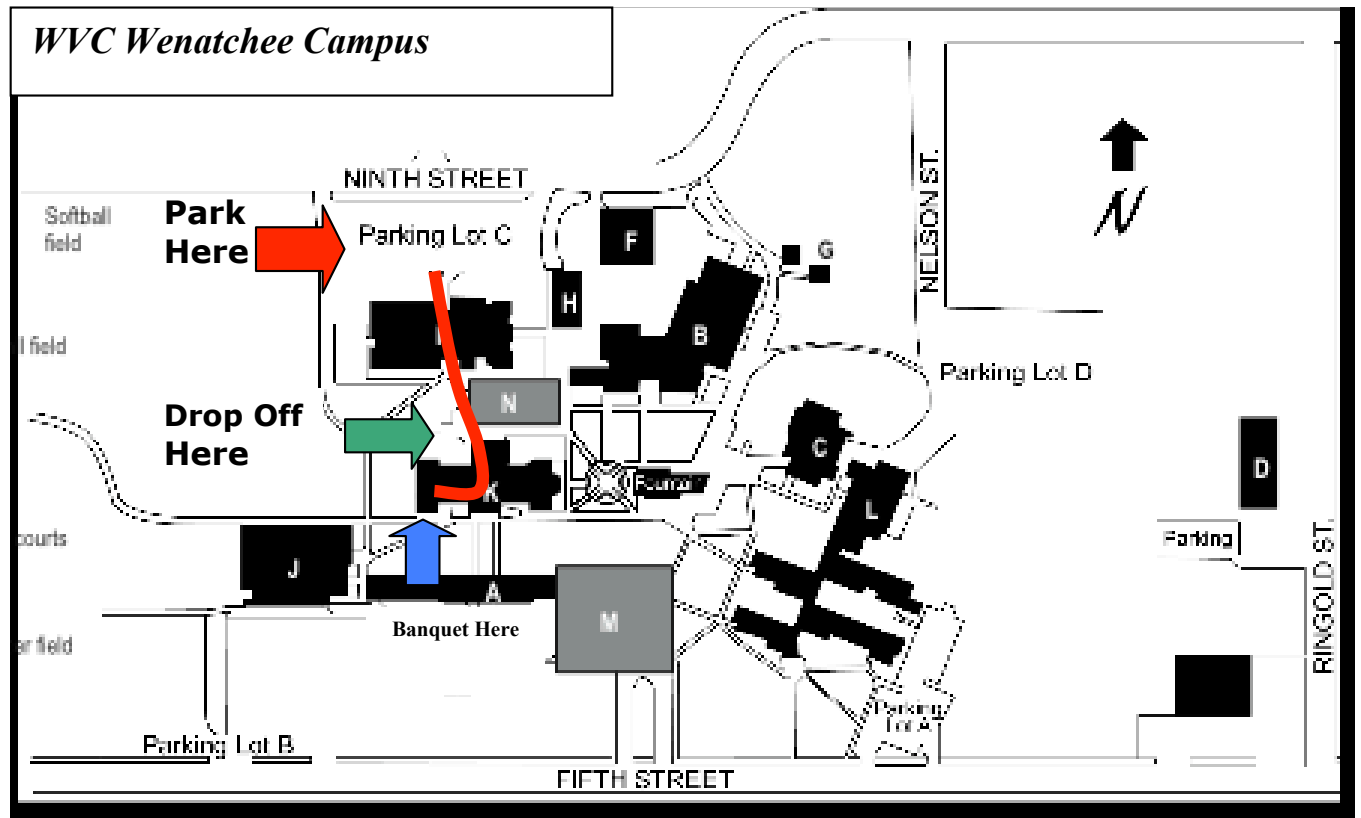 WVC Wenatchee Campus
NINTH STREET
NELSON ST.
N
Softball
field
Park
Here
Parking Lot C
F
G
H
B
l field
Parking Lot D
N
Drop Off
Here
C
D
K
L
courts
Parking
J
A
M
Banquet Here
er field
RINGOLD ST.
Parking
Lot A
Parking Lot B
FIFTH STREET